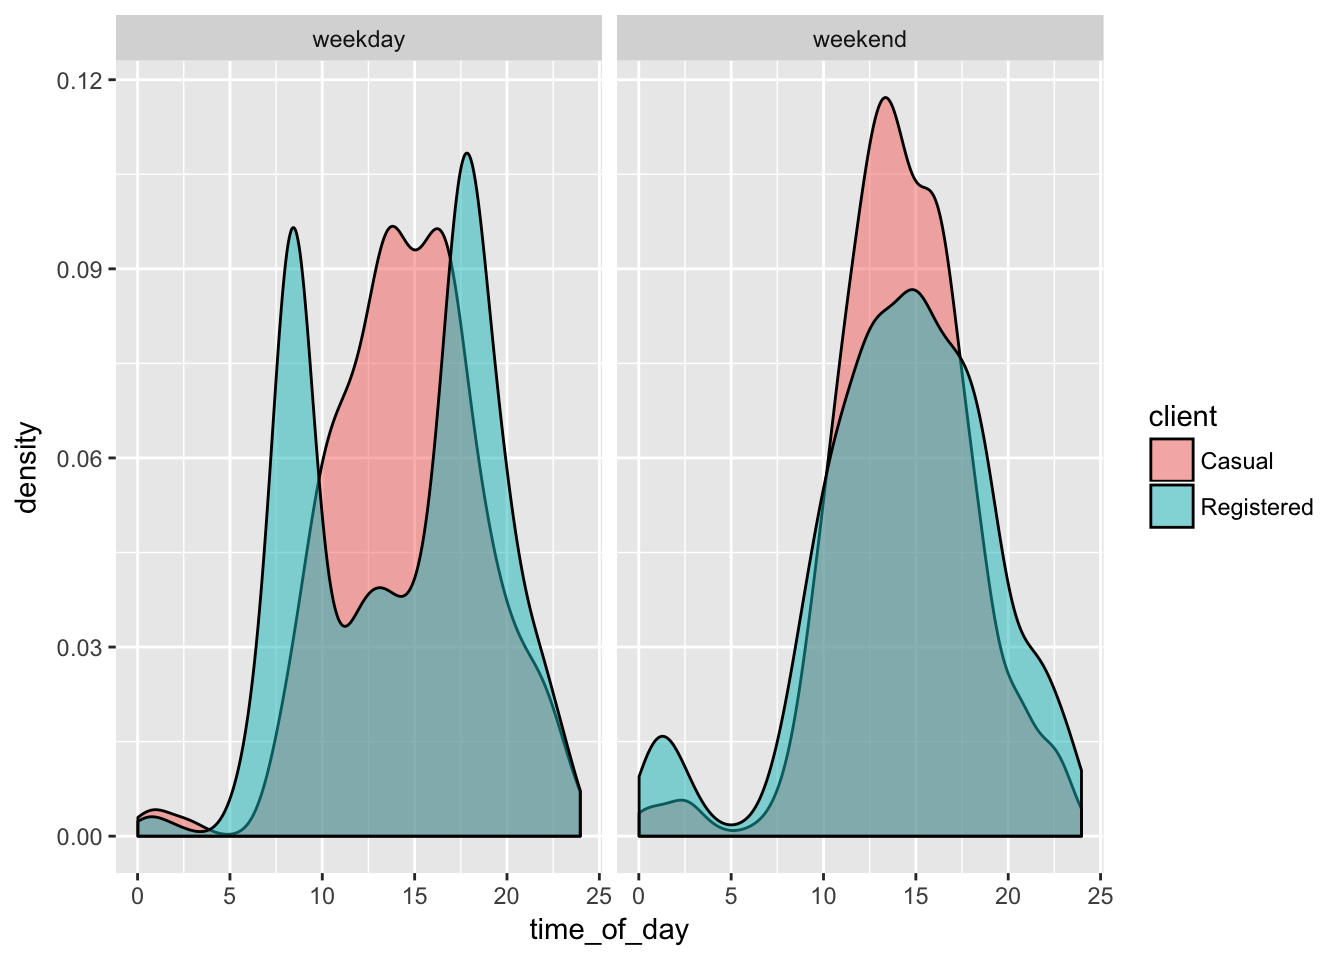 weekday weekend
0.12
0.09
0.06
0.03
0.00
density
0 5 10 15 20 25 0 5 10 15 20 25
time_of_day
client
Casual
Registered